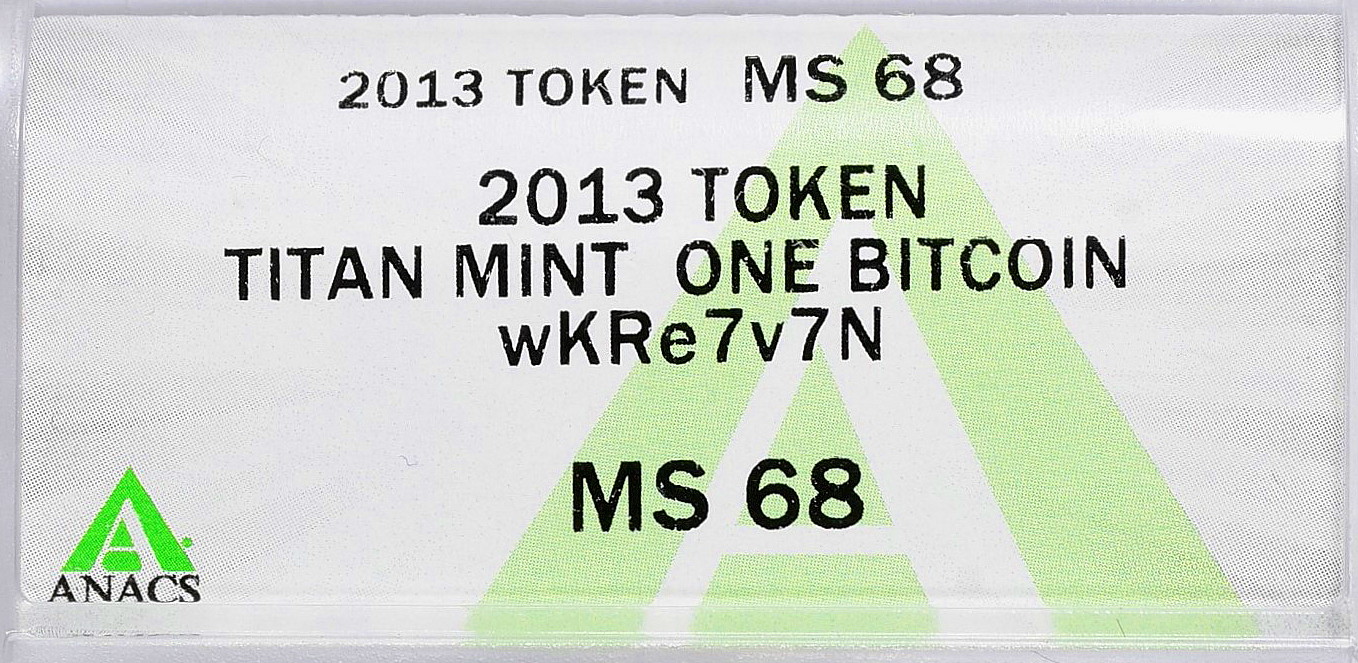 2013 TOKEN MS 68
2013 TOKEN
TITAN MINT ONE BITCOIN
wKRe7v7N
MS 68
ANACS